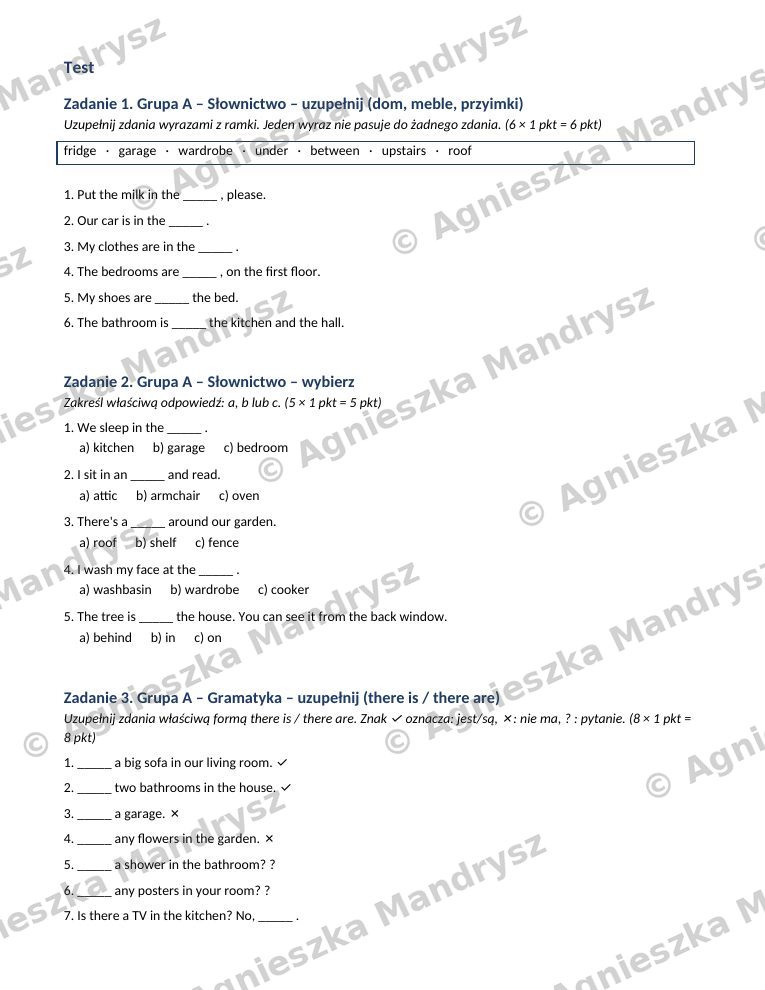 Test
Zadanie 1. Grupa A – Słownictwo – uzupełnij (dom, meble, przyimki)
Uzupełnij zdania wyrazami z ramki. Jeden wyraz nie pasuje do żadnego zdania. (6 × 1 pkt = 6 pkt)
fridge · garage · wardrobe · under · between · upstairs · roof
1. Put the milk in the _____ , please.
2. Our car is in the _____ .
3. My clothes are in the _____ .
4. The bedrooms are _____ , on the first floor.
5. My shoes are _____ the bed.
6. The bathroom is _____ the kitchen and the hall.
Zadanie 2. Grupa A – Słownictwo – wybierz
Zakreśl właściwą odpowiedź: a, b lub c. (5 × 1 pkt = 5 pkt)
1. We sleep in the _____ .
a) kitchen b) garage c) bedroom
2. I sit in an _____ and read.
a) attic b) armchair c) oven
3. There's a _____ around our garden.
a) roof b) shelf c) fence
4. I wash my face at the _____ .
a) washbasin b) wardrobe c) cooker
5. The tree is _____ the house. You can see it from the back window.
a) behind b) in c) on
Zadanie 3. Grupa A – Gramatyka – uzupełnij (there is / there are)
Uzupełnij zdania właściwą formą there is / there are. Znak ✓ oznacza: jest/są, ✗: nie ma, ? : pytanie. (8 × 1 pkt =
8 pkt)
1. _____ a big sofa in our living room. ✓
2. _____ two bathrooms in the house. ✓
3. _____ a garage. ✗
4. _____ any flowers in the garden. ✗
5. _____ a shower in the bathroom? ?
6. _____ any posters in your room? ?
7. Is there a TV in the kitchen? No, _____ .
© Agnieszka Mandrysz